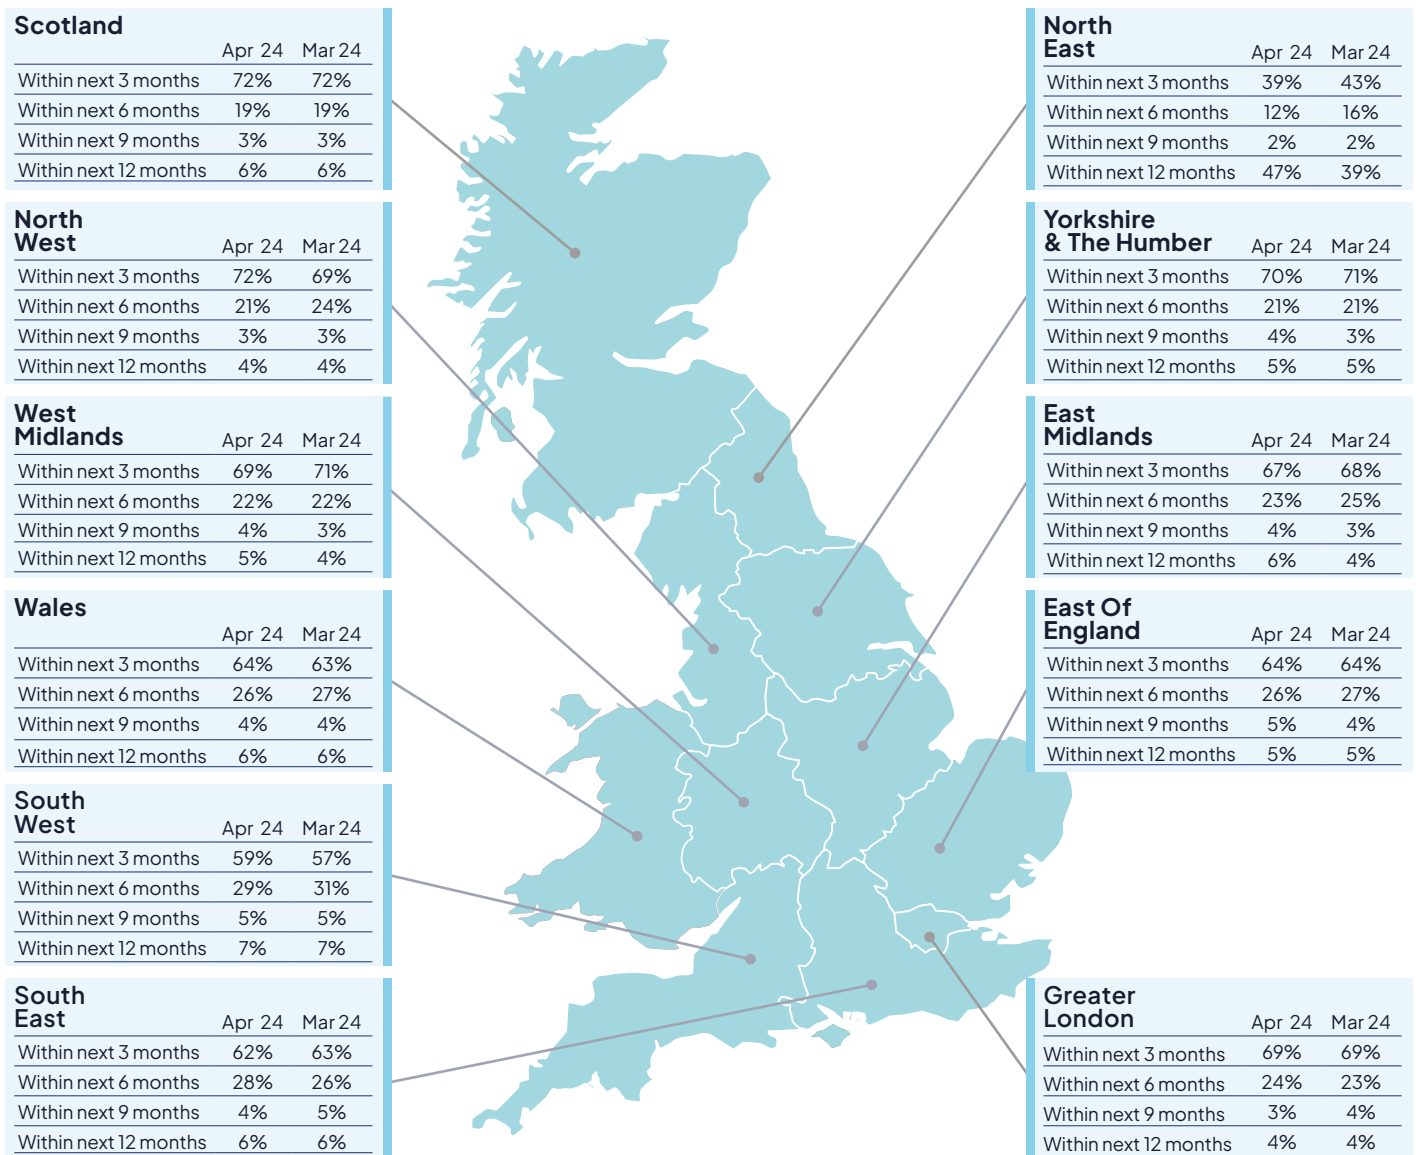 Scotland
Apr 24 Mar 24
Within next 3 months 72% 72%
Within next 6 months 19% 19%
Within next 9 months 3% 3%
Within next 12 months 6% 6%
North
West
Apr 24 Mar 24
Within next 3 months 72% 69%
Within next 6 months 21% 24%
Within next 9 months 3% 3%
Within next 12 months 4% 4%
West
Midlands
Apr 24 Mar 24
Within next 3 months 69% 71%
Within next 6 months 22% 22%
Within next 9 months 4% 3%
Within next 12 months 5% 4%
Wales
Apr 24 Mar 24
Within next 3 months 64% 63%
Within next 6 months 26% 27%
Within next 9 months 4% 4%
Within next 12 months 6% 6%
South
West
Apr 24 Mar 24
Within next 3 months 59% 57%
Within next 6 months 29% 31%
Within next 9 months 5% 5%
Within next 12 months 7% 7%
South
East
Apr 24 Mar 24
Within next 3 months 62% 63%
Within next 6 months 28% 26%
Within next 9 months 4% 5%
Within next 12 months 6% 6%
North
East
Apr 24 Mar 24
Within next 3 months 39% 43%
Within next 6 months 12% 16%
Within next 9 months 2% 2%
Within next 12 months 47% 39%
Yorkshire
& The Humber
Apr 24 Mar 24
Within next 3 months 70% 71%
Within next 6 months 21% 21%
Within next 9 months 4% 3%
Within next 12 months 5% 5%
East
Midlands
Apr 24 Mar 24
Within next 3 months 67% 68%
Within next 6 months 23% 25%
Within next 9 months 4% 3%
Within next 12 months 6% 4%
East Of
England
Apr 24 Mar 24
Within next 3 months 64% 64%
Within next 6 months 26% 27%
Within next 9 months 5% 4%
Within next 12 months 5% 5%
Greater
London
Apr 24 Mar 24
Within next 3 months 69% 69%
Within next 6 months 24% 23%
Within next 9 months 3% 4%
Within next 12 months 4% 4%